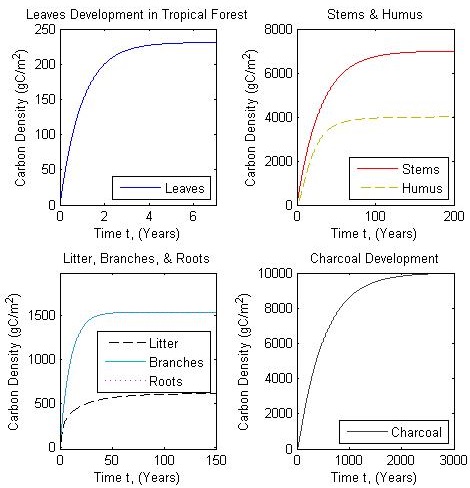 Leaves Development in Tropical Forest
250
200
150
100
50
0
Carbon Density (gC/m²)
0 2 4 6
Time t, (Years)
Leaves
Stems & Humus
8000
6000
4000
2000
0
Carbon Density (gC/m²)
0 100 200
Time t, (Years)
Stems
Humus
Litter, Branches, & Roots
1500
1000
500
0
Carbon Density (gC/m²)
0 50 100 150
Time t, (Years)
Litter
Branches
Roots
Charcoal Development
10000
8000
6000
4000
2000
0
Carbon Density (gC/m²)
0 1000 2000 3000
Time t, (Years)
Charcoal